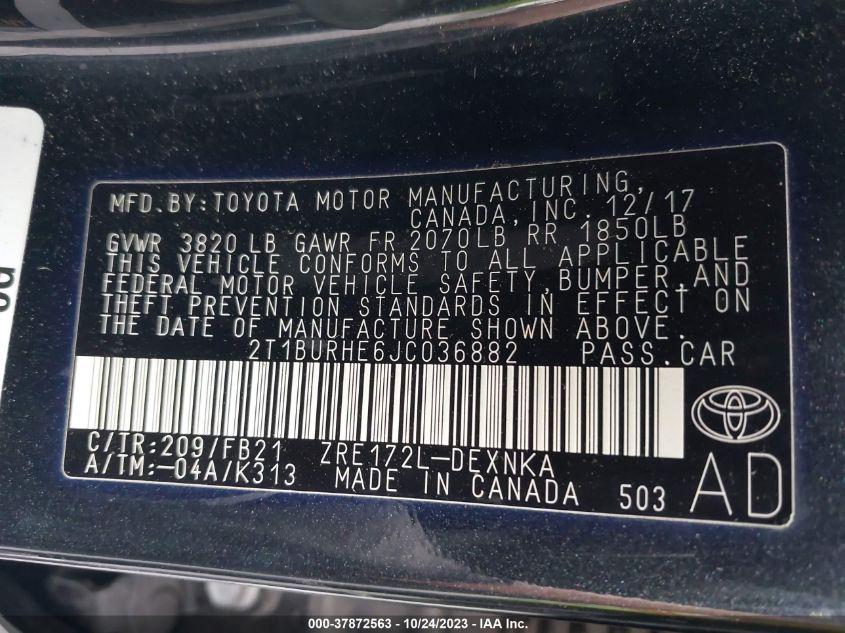 MFD.BY:TOYOTA MOTOR MANUFACTURING,
CANADA,INC. 12/17
GVWR 3820 LB GAWR FR 2070LB RR 1850LB
THIS VEHICLE CONFORMS TO ALL APPLICABLE
FEDERAL MOTOR VEHICLE SAFETY,BUMPER,AND
THEFT PREVENTION STANDARDS IN EFFECT ON
THE DATE OF MANUFACTURE SHOWN ABOVE.
2T1BURHE6JC036882 PASS.CAR
C/TR:209/FB21 ZRE172L-DEXNKA
A/TM:-04A/K313 MADE IN CANADA 503
AD
000-37872563 - 10/24/2023 - IAA Inc.